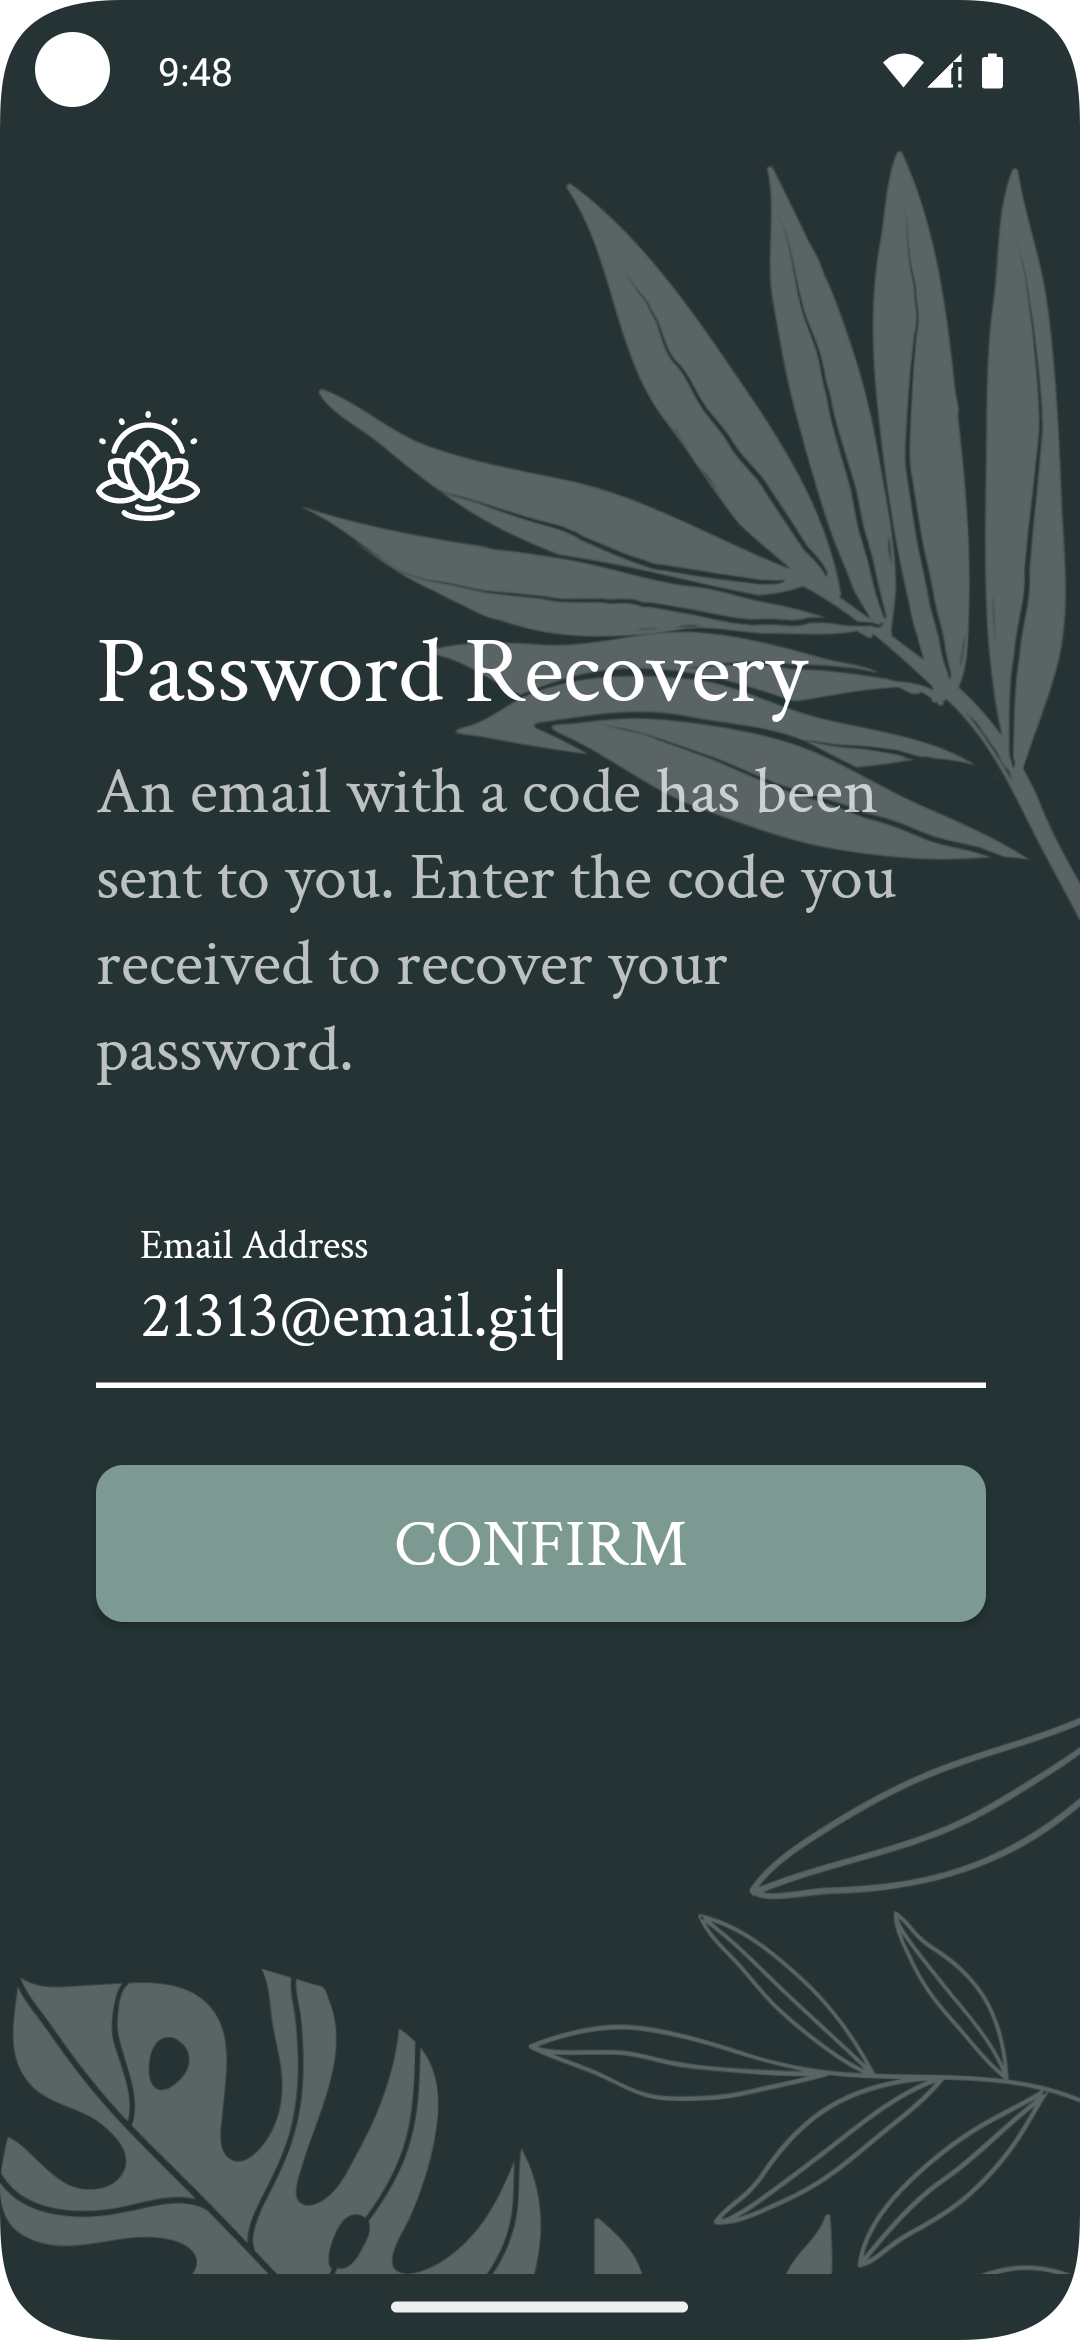 9:48
Password Recovery
An email with a code has been
sent to you. Enter the code you
received to recover your
password.
Email Address
21313@email.git
CONFIRM